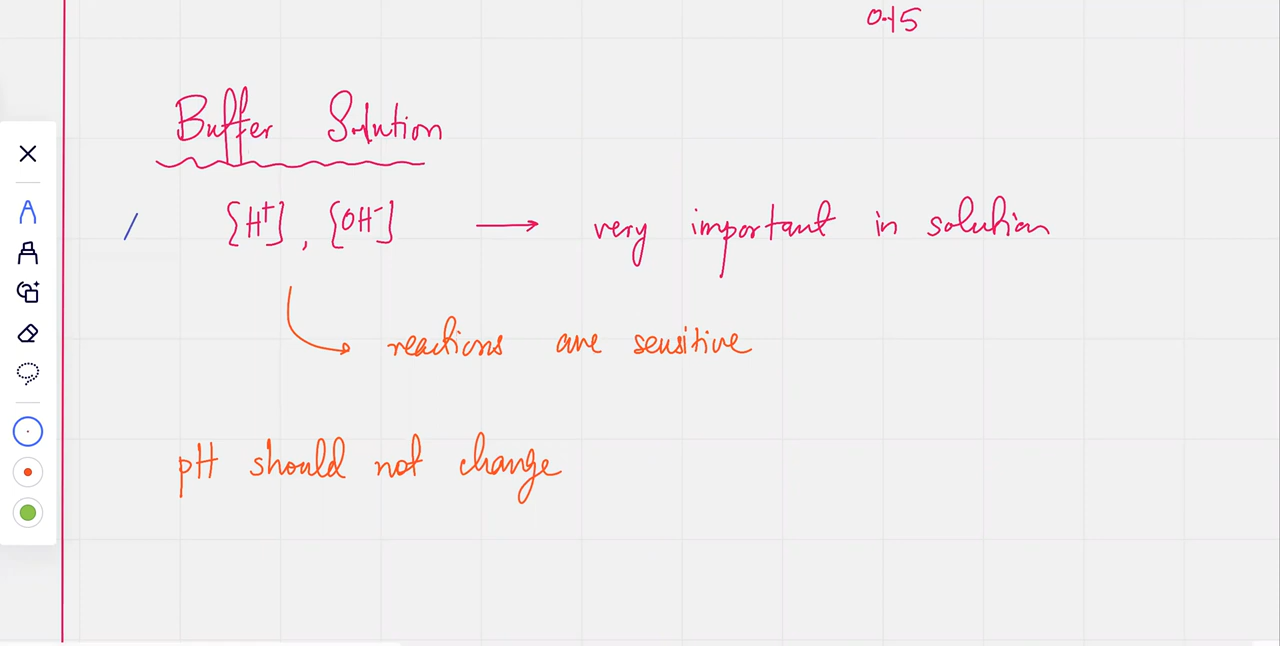 0.15
Buffer Solution
[H⁺], [OH⁻] → very important in solution
reactions are sensitive
pH should not change